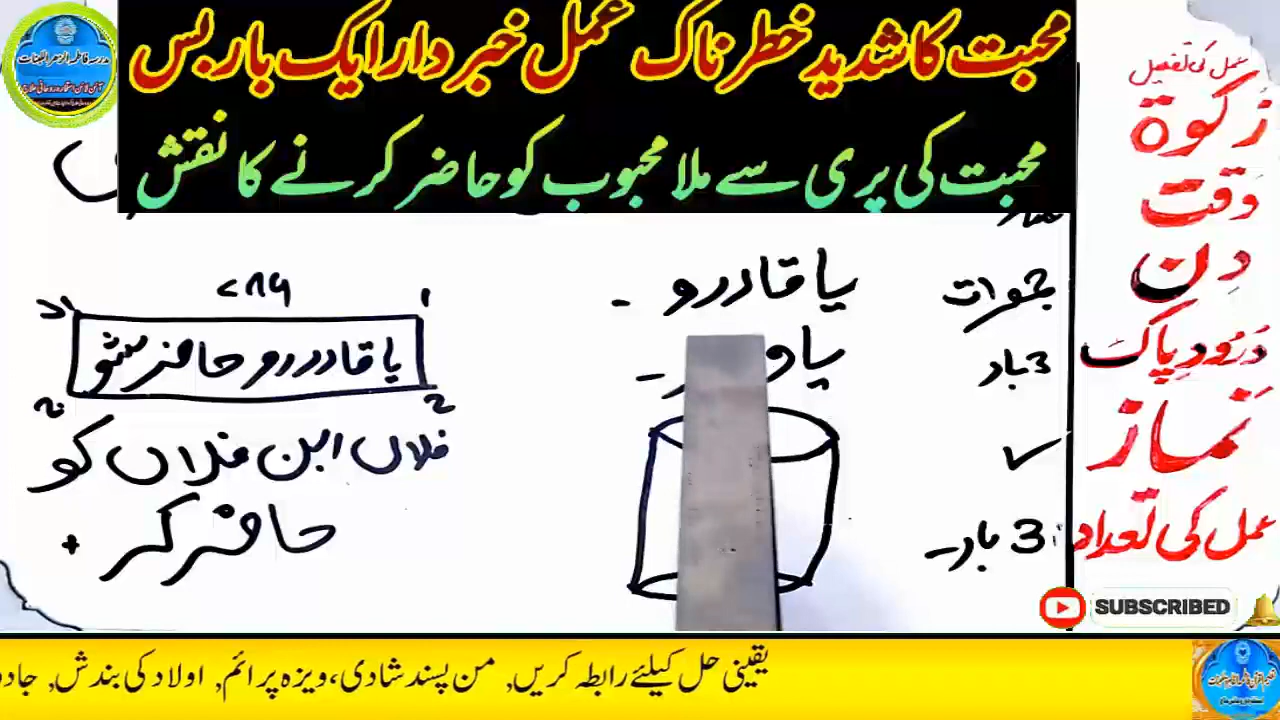 محبت کا شدید خطرناک عمل خبردار ایک بار بس
محبت کی پری سے ملا محبوب کو حاضر کرنے کا نقش
عمل کی تفصیل
زکوۃ
وقت
دن
درود پاک
نماز
عمل کی تعداد
جمعرات
3 بار
3 بار۔
یا قادرو
۷۸۶
یا قادرو حاضر شو
فلاں ابن فلاں کو
حاضر کر
SUBSCRIBED
یقینی حل کیلئے رابطہ کریں, من پسند شادی، ویزہ پرائم, اولاد کی بندش, جادو